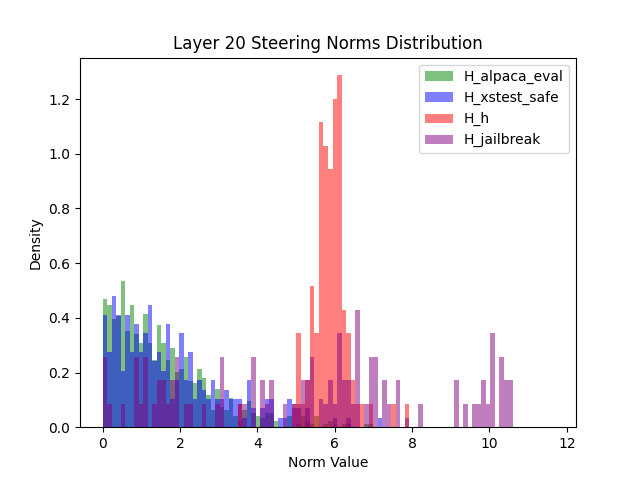 Layer 20 Steering Norms Distribution
H_alpaca_eval
H_xstest_safe
H_h
H_jailbreak
Density
1.2
1.0
0.8
0.6
0.4
0.2
0.0
0 2 4 6 8 10 12
Norm Value